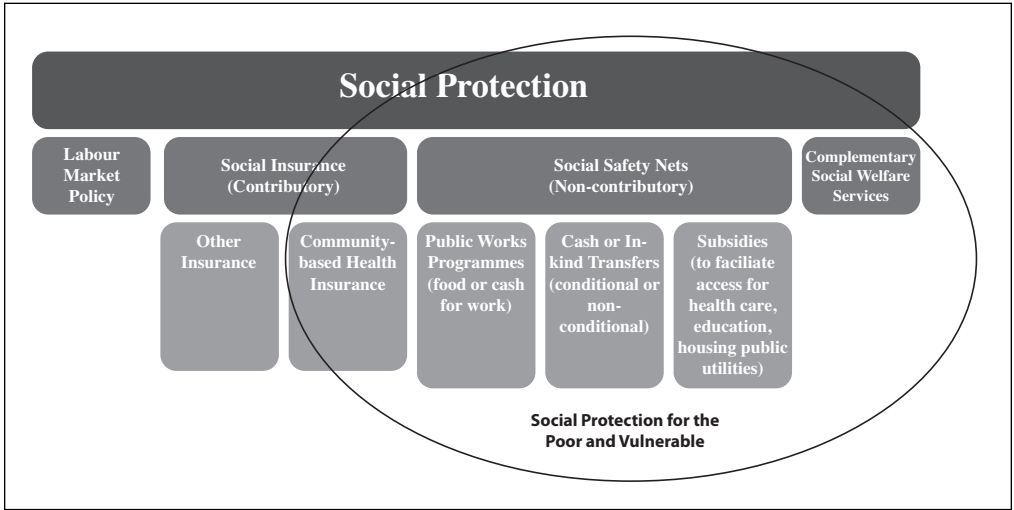 Social Protection
Labour
Market
Policy
Social Insurance
(Contributory)
Social Safety Nets
(Non-contributory)
Complementary
Social Welfare
Services
Other
Insurance
Community-
based Health
Insurance
Public Works
Programmes
(food or cash
for work)
Cash or In-
kind Transfers
(conditional or
non-
conditional)
Subsidies
(to faciliate
access for
health care,
education,
housing public
utilities)
Social Protection for the
Poor and Vulnerable